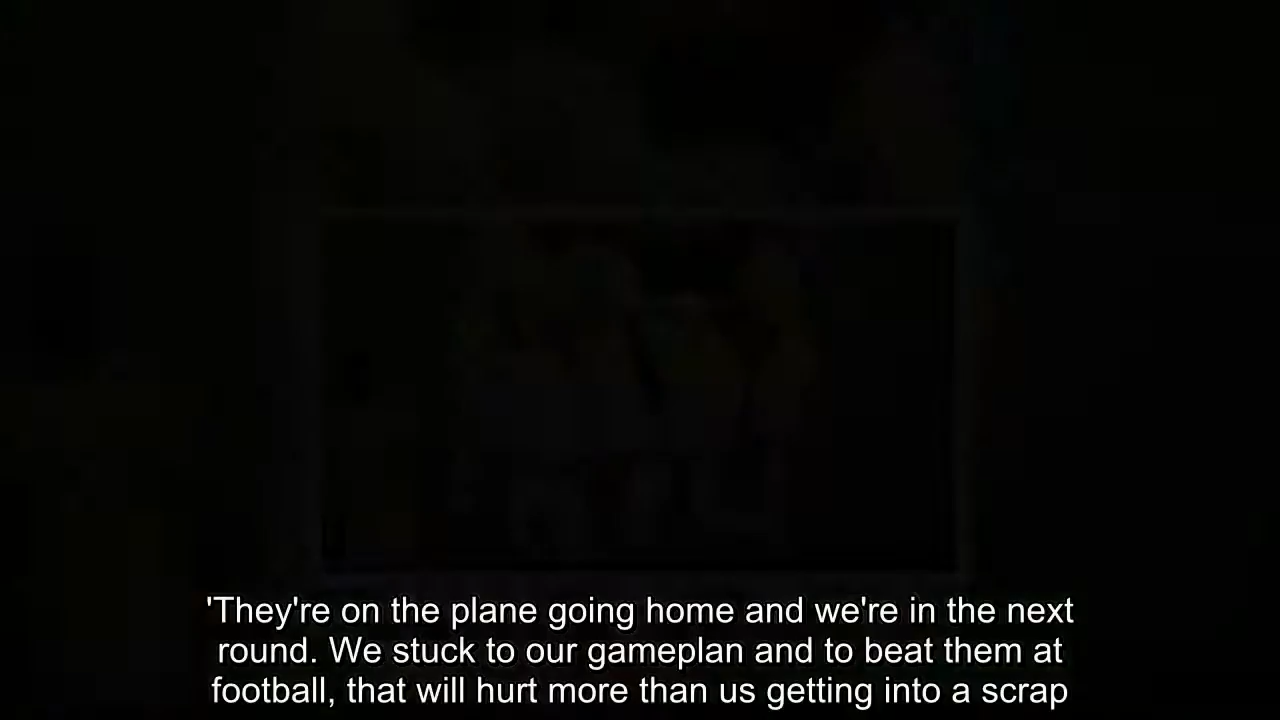 'They're on the plane going home and we're in the next
round. We stuck to our gameplan and to beat them at
football, that will hurt more than us getting into a scrap